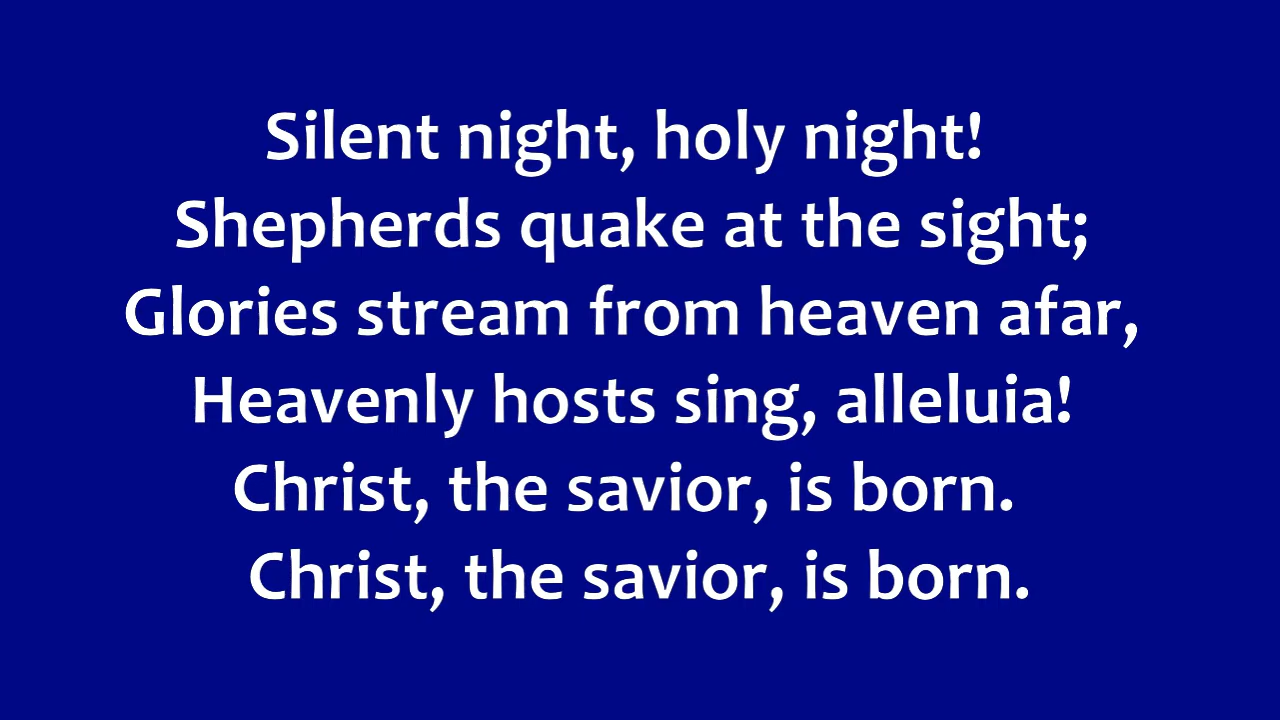 Silent night, holy night!
Shepherds quake at the sight;
Glories stream from heaven afar,
Heavenly hosts sing, alleluia!
Christ, the savior, is born.
Christ, the savior, is born.